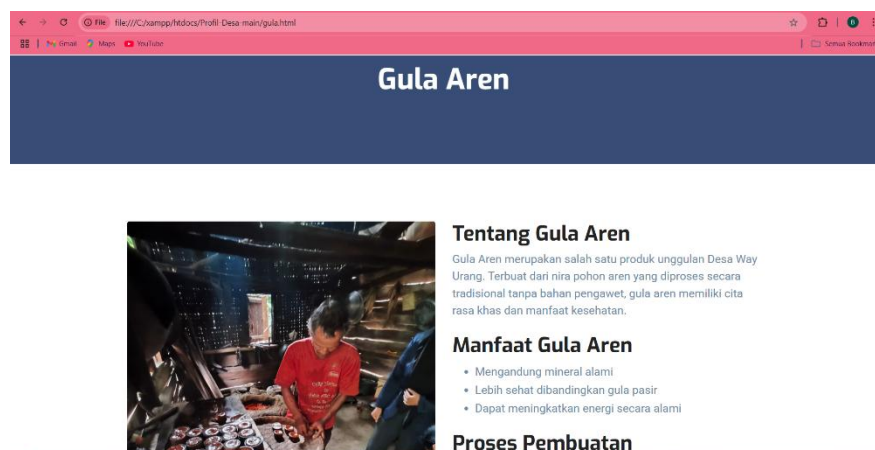 File file:///C:/xampp/htdocs/Profil-Desa-main/gula.html
Gmail Maps YouTube Semua Bookmark
Gula Aren
Tentang Gula Aren
Gula Aren merupakan salah satu produk unggulan Desa Way
Urang. Terbuat dari nira pohon aren yang diproses secara
tradisional tanpa bahan pengawet, gula aren memiliki cita
rasa khas dan manfaat kesehatan.
Manfaat Gula Aren
• Mengandung mineral alami
• Lebih sehat dibandingkan gula pasir
• Dapat meningkatkan energi secara alami
Proses Pembuatan